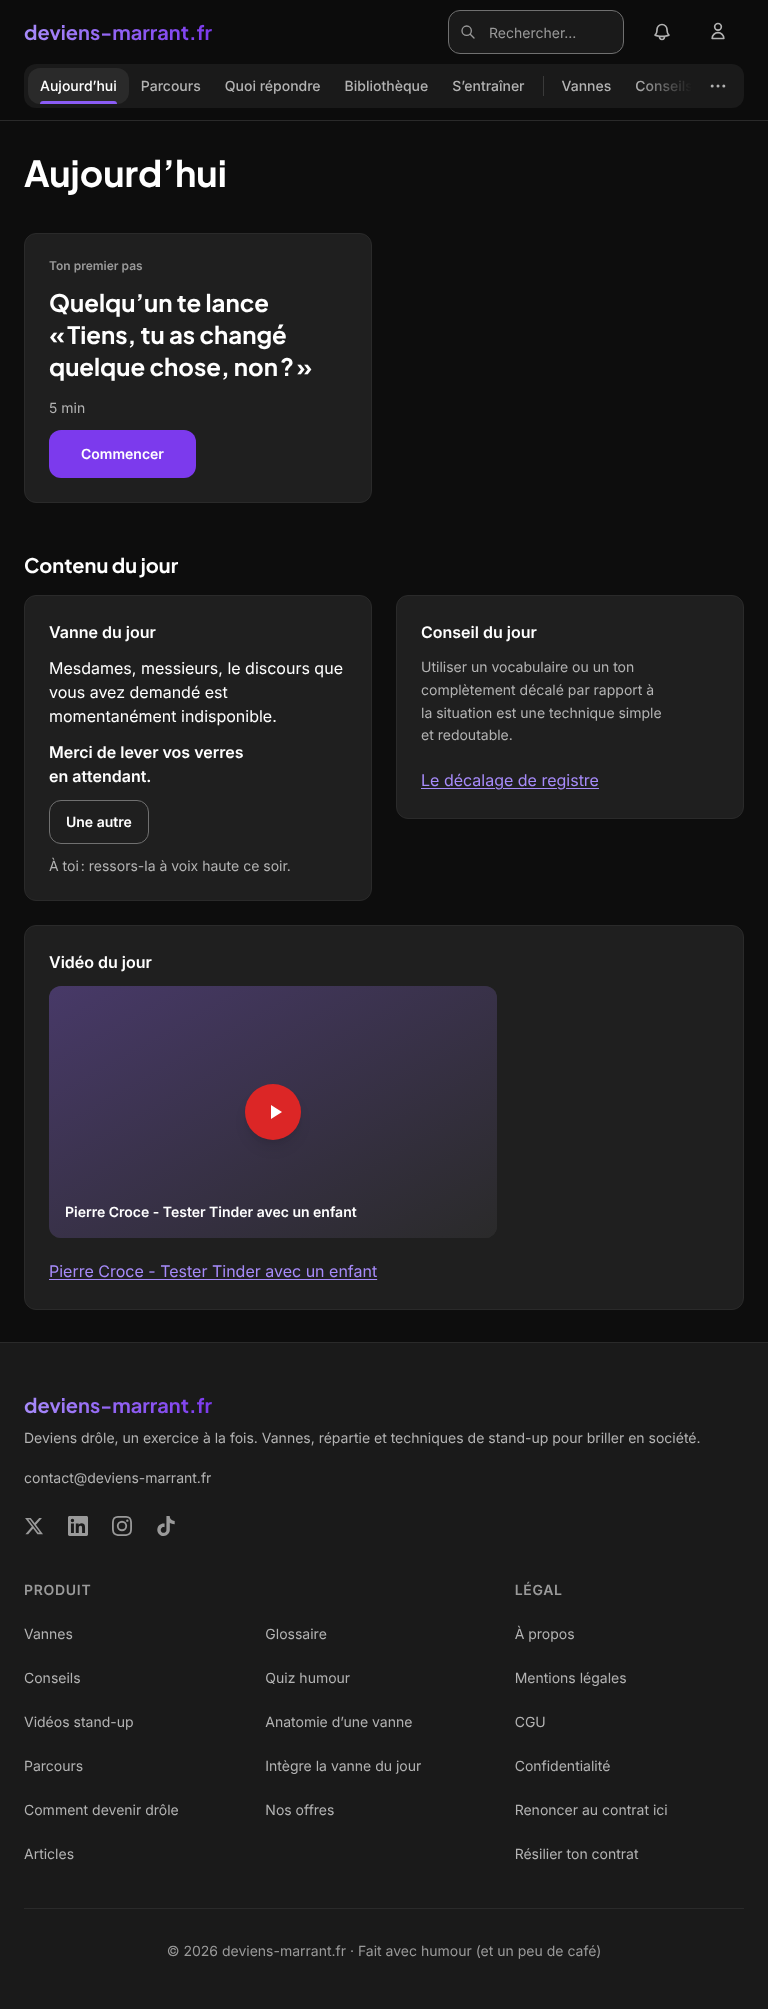 deviens-marrant.fr
Rechercher...
Aujourd’hui
Parcours
Quoi répondre
Bibliothèque
S’entraîner
Vannes
Conseils
Aujourd’hui
Ton premier pas
Quelqu’un te lance
« Tiens, tu as changé
quelque chose, non ? »
5 min
Commencer
Contenu du jour
Vanne du jour
Mesdames, messieurs, le discours que
vous avez demandé est
momentanément indisponible.
Merci de lever vos verres
en attendant.
Une autre
À toi : ressors-la à voix haute ce soir.
Conseil du jour
Utiliser un vocabulaire ou un ton
complètement décalé par rapport à
la situation est une technique simple
et redoutable.
Le décalage de registre
Vidéo du jour
Pierre Croce - Tester Tinder avec un enfant
Pierre Croce - Tester Tinder avec un enfant
deviens-marrant.fr
Deviens drôle, un exercice à la fois. Vannes, répartie et techniques de stand-up pour briller en société.
contact@deviens-marrant.fr
PRODUIT
Vannes
Conseils
Vidéos stand-up
Parcours
Comment devenir drôle
Articles
Glossaire
Quiz humour
Anatomie d’une vanne
Intègre la vanne du jour
Nos offres
LÉGAL
À propos
Mentions légales
CGU
Confidentialité
Renoncer au contrat ici
Résilier ton contrat
© 2026 deviens-marrant.fr · Fait avec humour (et un peu de café)